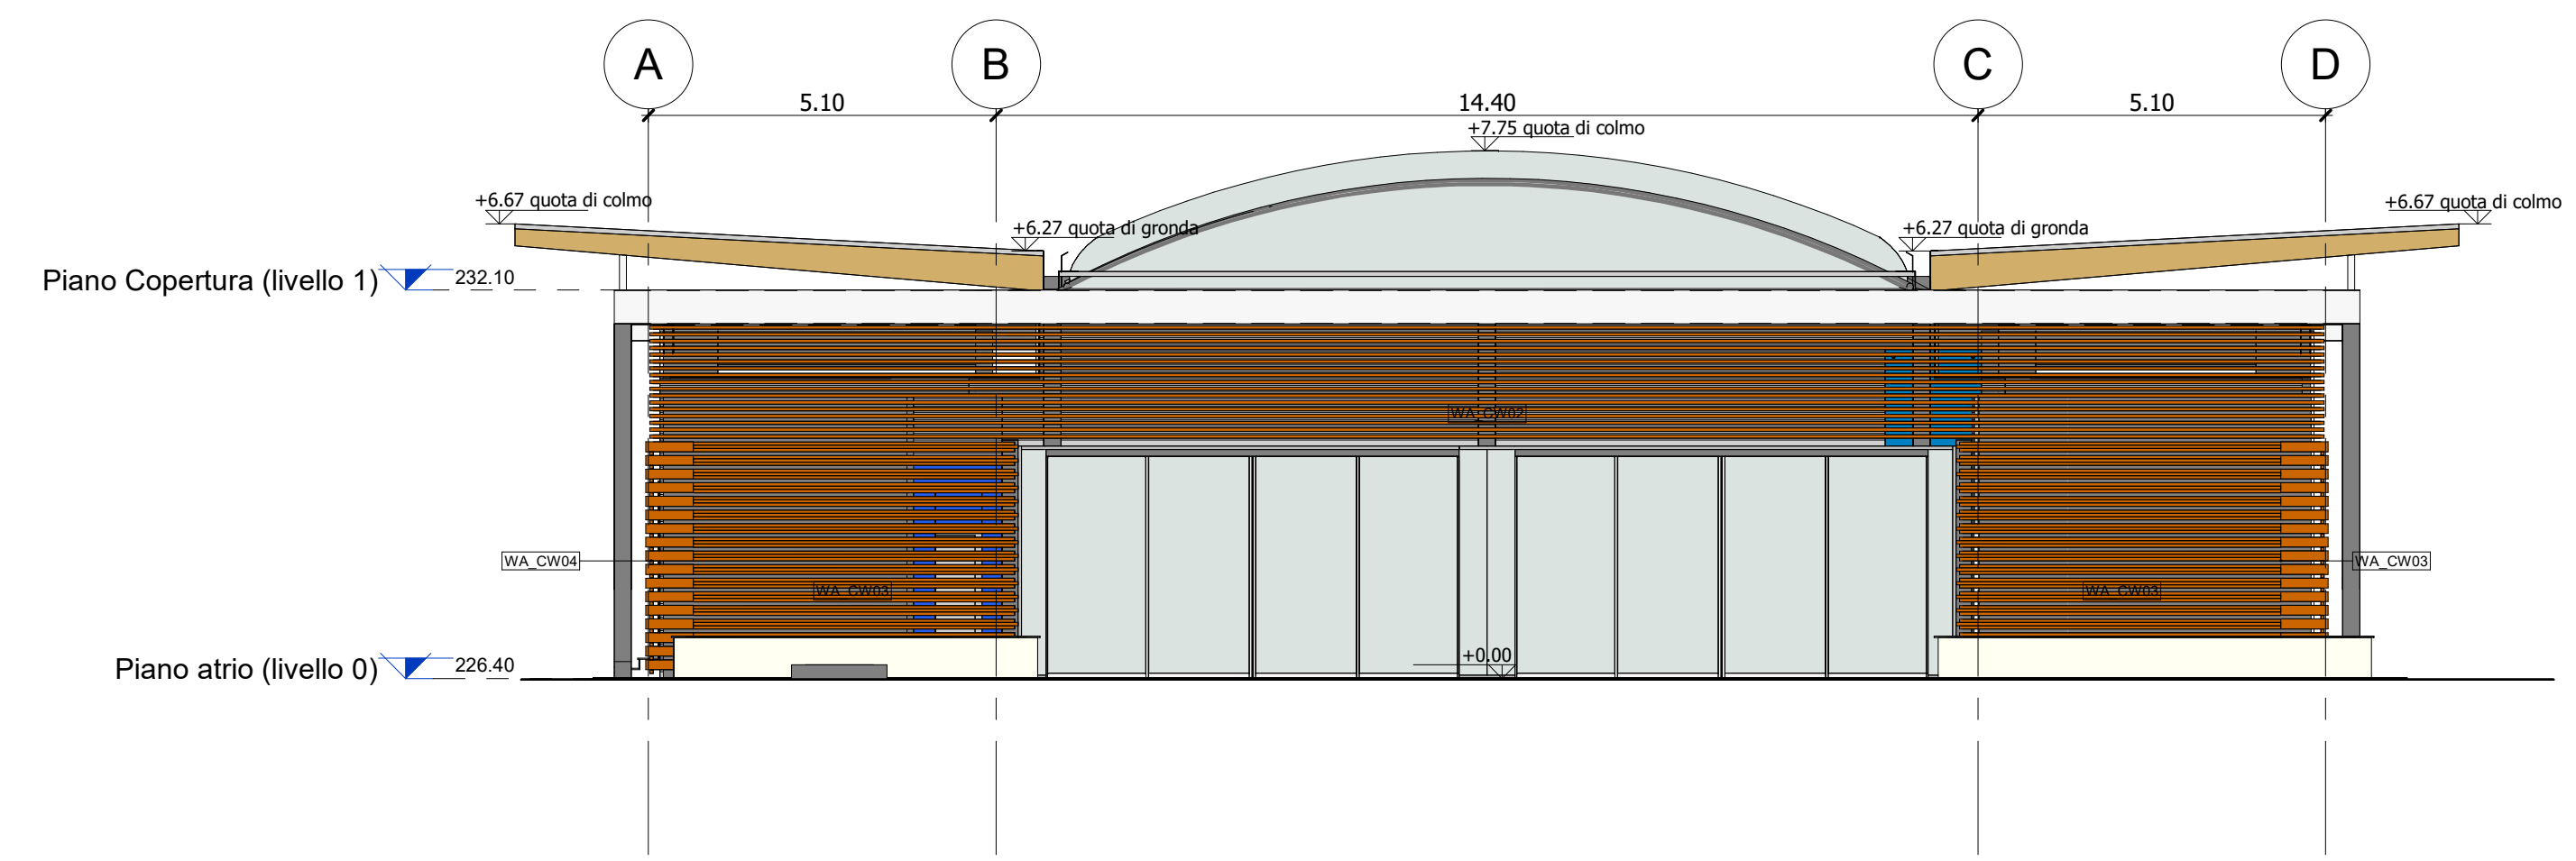 A
B
C
D
5.10
14.40
5.10
+7.75 quota di colmo
+6.67 quota di colmo
+6.67 quota di colmo
+6.27 quota di gronda
+6.27 quota di gronda
Piano Copertura (livello 1)
232.10
WA_CW02
WA_CW04
WA_CW03
WA_CW03
WA_CW03
+0.00
Piano atrio (livello 0)
226.40